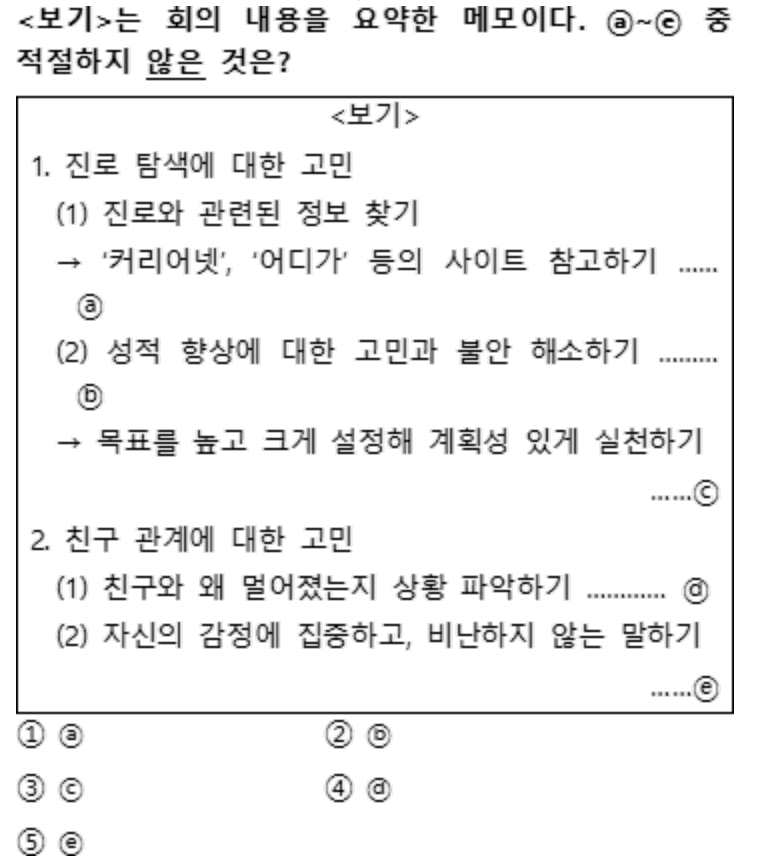 <보기>는 회의 내용을 요약한 메모이다. ⓐ~ⓔ 중
적절하지 않은 것은?
<보기>
1. 진로 탐색에 대한 고민
(1) 진로와 관련된 정보 찾기
→ ‘커리어넷’, ‘어디가’ 등의 사이트 참고하기 ......
ⓐ
(2) 성적 향상에 대한 고민과 불안 해소하기 .........
ⓑ
→ 목표를 높고 크게 설정해 계획성 있게 실천하기
......ⓒ
2. 친구 관계에 대한 고민
(1) 친구와 왜 멀어졌는지 상황 파악하기 ............ ⓓ
(2) 자신의 감정에 집중하고, 비난하지 않는 말하기
......ⓔ
① ⓐ ② ⓑ
③ ⓒ ④ ⓓ
⑤ ⓔ